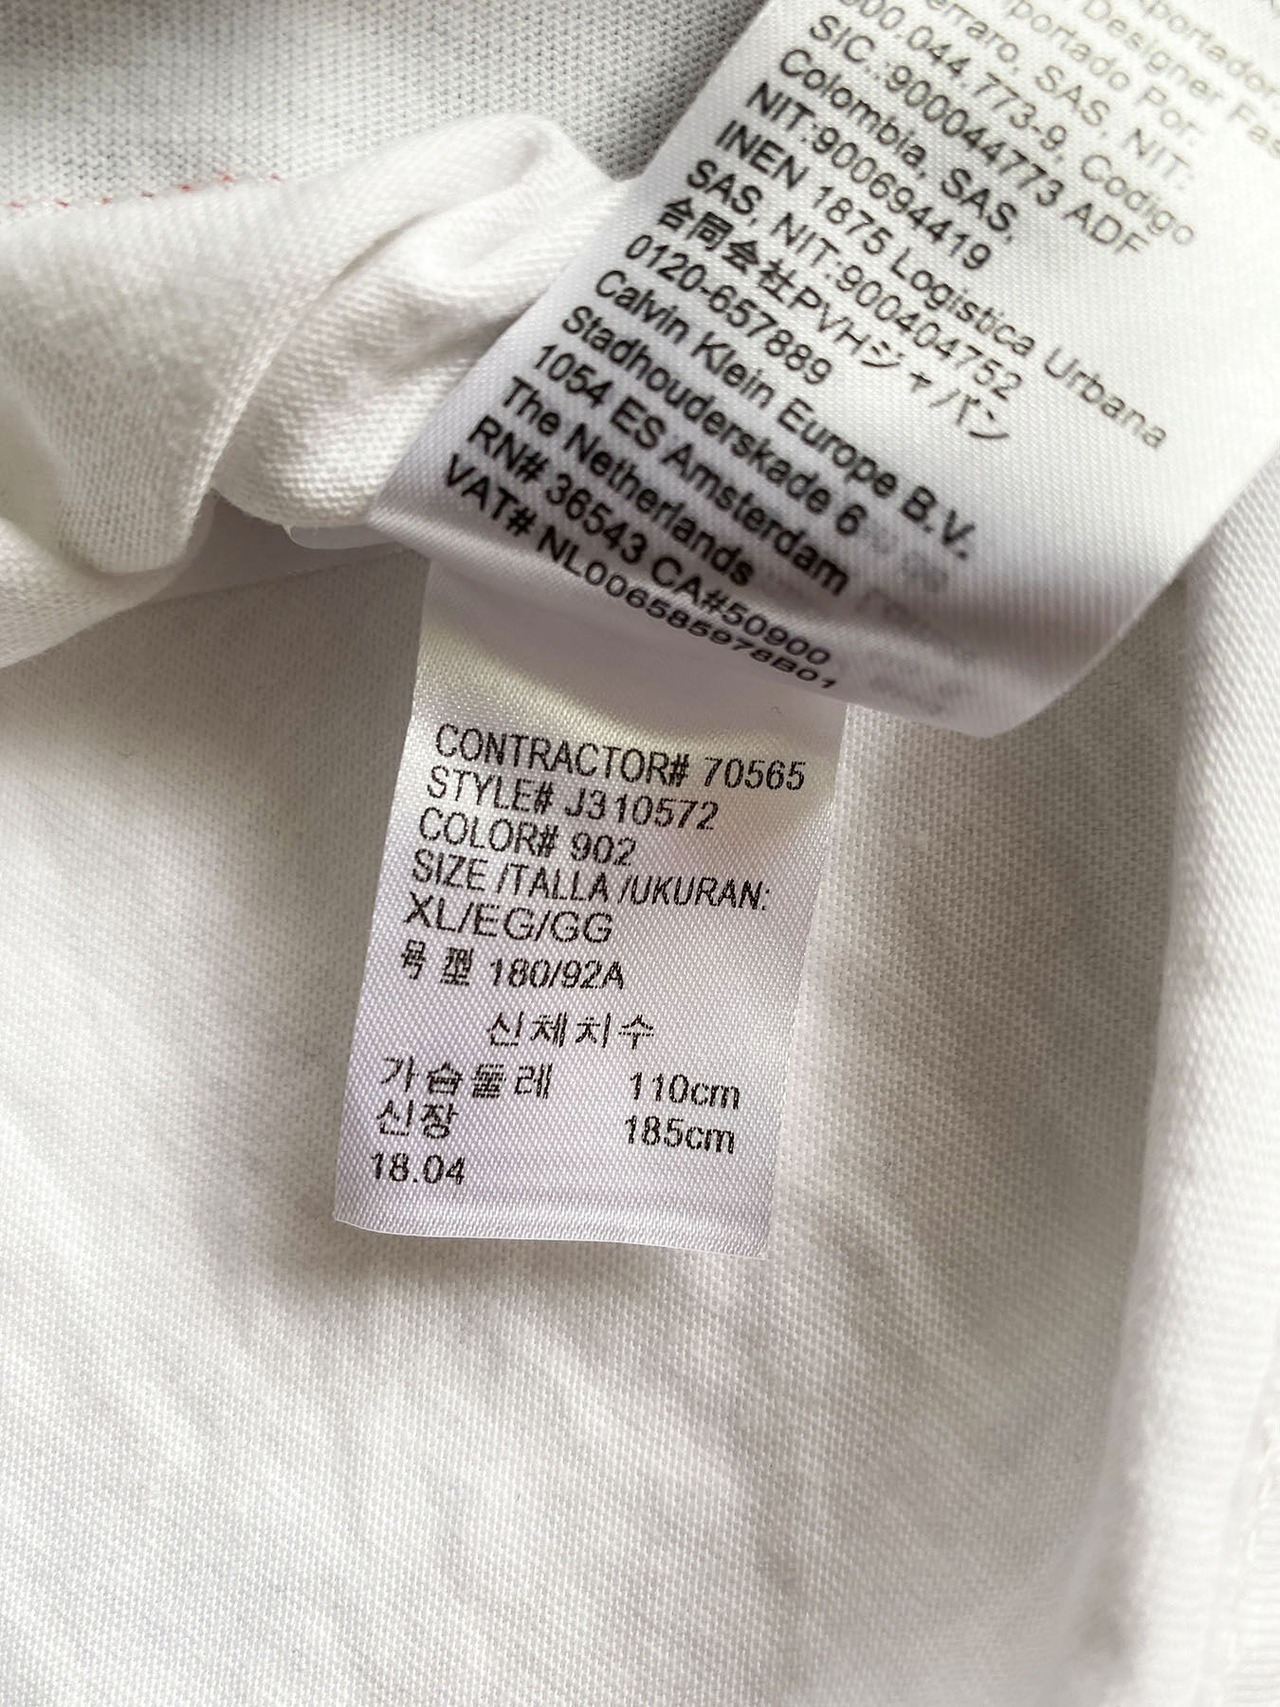 Importado Por:
Ferraro, SAS, NIT.
800.044.773-9, Codigo
SIC.:900044773 ADF
Colombia, SAS,
NIT:900694419
INEN 1875 Logistica Urbana
SAS, NIT:900404752
合同会社PVHジャパン
0120-657889
Calvin Klein Europe B.V.
Stadhouderskade 6
1054 ES Amsterdam
The Netherlands
RN# 36543 CA#50900
VAT# NL006585978B01
CONTRACTOR# 70565
STYLE# J310572
COLOR# 902
SIZE /TALLA /UKURAN:
XL/EG/GG
号型 180/92A
신체치수
가슴둘레 110cm
신장 185cm
18.04